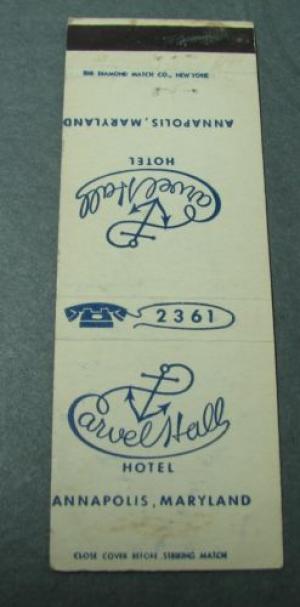 THE DIAMOND MATCH CO., NEW YORK
ANNAPOLIS, MARYLAND
HOTEL
Carvel Hall
2361
Carvel Hall
HOTEL
ANNAPOLIS, MARYLAND
CLOSE COVER BEFORE STRIKING MATCH